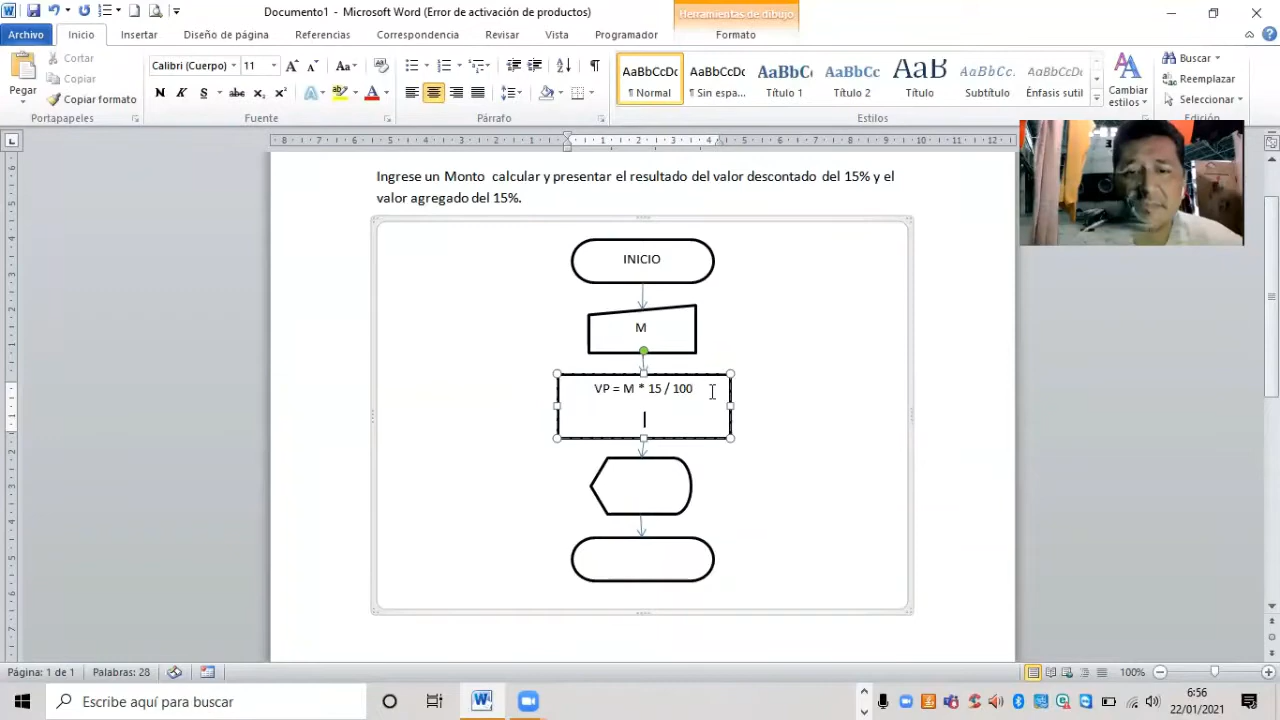 Documento1 - Microsoft Word (Error de activación de productos)
Herramientas de dibujo
Archivo
Inicio
Insertar
Diseño de página
Referencias
Correspondencia
Revisar
Vista
Programador
Formato
Pegar
Cortar
Copiar
Copiar formato
Portapapeles
Calibri (Cuerpo)
11
Aa
N K S abc x₂ x²
Fuente
Párrafo
AaBbCcDc
¶ Normal
AaBbCcDc
¶ Sin espa...
AaBbC
Título 1
AaBbCc
Título 2
AaB
Título
AaBbCc.
Subtítulo
AaBbCcDc
Énfasis sutil
Estilos
Cambiar
estilos
Buscar
Reemplazar
Seleccionar
Edición
Ingrese un Monto calcular y presentar el resultado del valor descontado del 15% y el
valor agregado del 15%.
INICIO
M
VP = M * 15 / 100
Página: 1 de 1
Palabras: 28
100%
Escribe aquí para buscar
6:56
22/01/2021